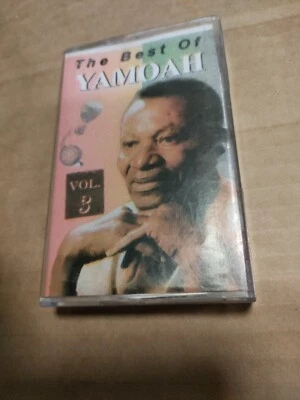 The Best Of
YAMOAH
VOL.
3